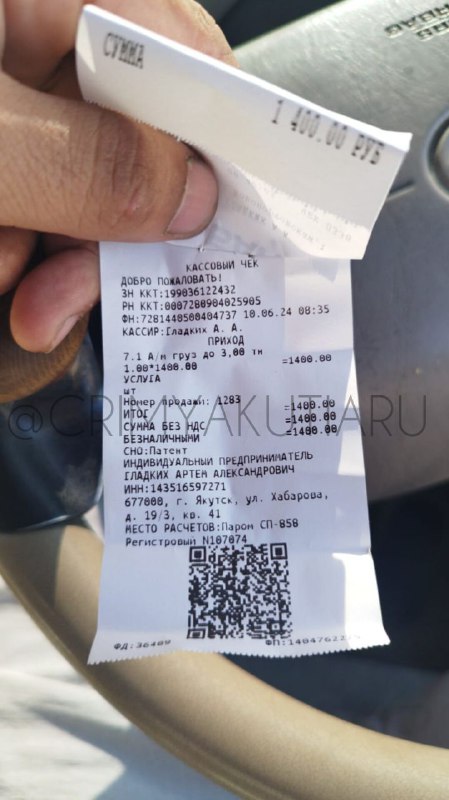 СУММА
1 400.00 РУБ
КАССОВЫЙ ЧЕК
ДОБРО ПОЖАЛОВАТЬ!
ЗН ККТ:199036122432
РН ККТ:0007280904025905
ФН:7281440500404737 10.06.24 08:35
КАССИР:Гладких А. А.
ПРИХОД
7.1 А/м груз до 3,00 тн
1.00*1400.00 =1400.00
УСЛУГА
шт
Номер продажи: 1283
ИТОГ =1400.00
СУММА БЕЗ НДС =1400.00
БЕЗНАЛИЧНЫМИ =1400.00
СНО:Патент
ИНДИВИДУАЛЬНЫЙ ПРЕДПРИНИМАТЕЛЬ
ГЛАДКИХ АРТЕМ АЛЕКСАНДРОВИЧ
ИНН:143516597271
677000, г. Якутск, ул. Хабарова,
д. 19/3, кв. 41
МЕСТО РАСЧЕТОВ:Паром СП-858
Регистровый N107074
ФД:36409
@CRIMYAKUTIARU